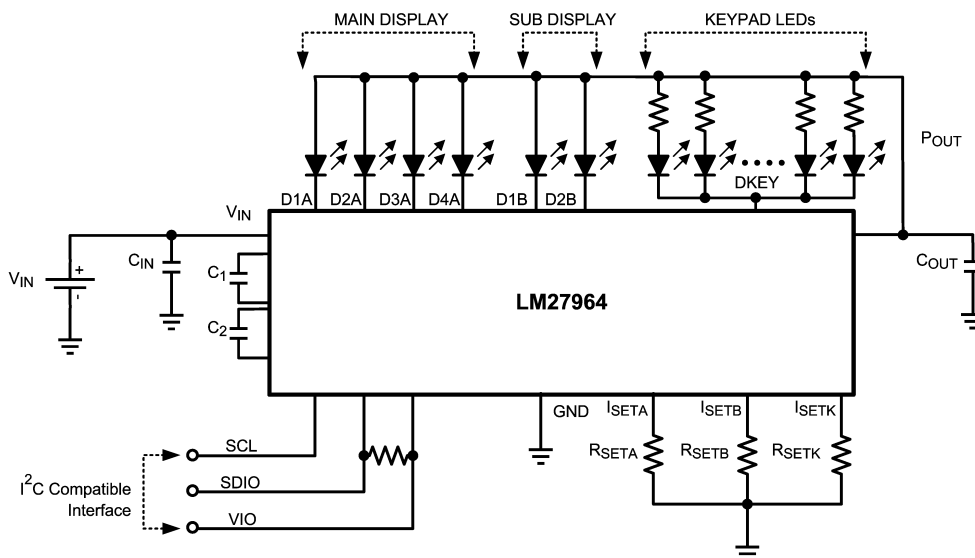 MAIN DISPLAY
SUB DISPLAY
KEYPAD LEDs
POUT
DKEY
D1A
D2A
D3A
D4A
D1B
D2B
VIN
VIN
+
-
CIN
C1
C2
LM27964
COUT
GND
ISETA
ISETB
ISETK
RSETA
RSETB
RSETK
SCL
SDIO
VIO
I2C Compatible
Interface